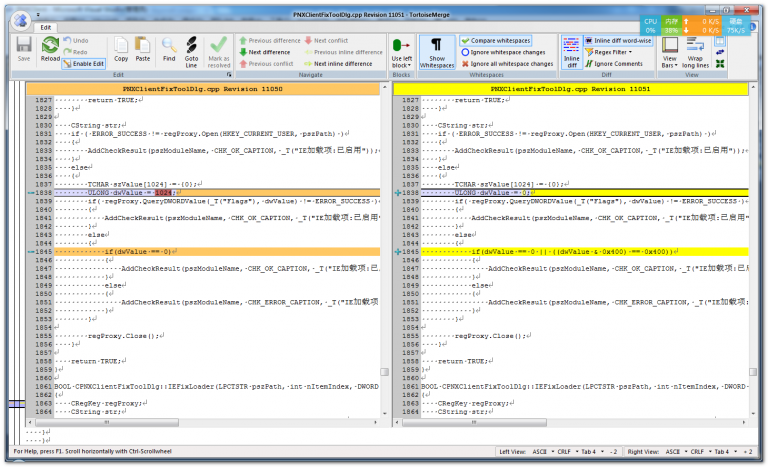 PNXClientFixToolDlg.cpp Revision 11051 - TortoiseMerge
CPU 0%
内存 38%
0 K/S
0 K/S
硬盘 75K/s
Edit
Save
Reload
Undo
Redo
Enable Edit
Copy
Paste
Find
Goto Line
Mark as resolved
Previous difference
Next difference
Previous conflict
Next conflict
Previous inline difference
Next inline difference
Use left block
Show Whitespaces
Compare whitespaces
Ignore whitespace changes
Ignore all whitespace changes
Inline diff
Inline diff word-wise
Regex Filter
Ignore Comments
View Bars
Wrap long lines
Edit
Navigate
Blocks
Whitespaces
Diff
View
PNXClientFixToolDlg.cpp Revision 11050
1827 return TRUE;
1828 }
1829
1830 CString str;
1831 if( ERROR_SUCCESS != regProxy.Open(HKEY_CURRENT_USER, pszPath) )
1832 {
1833 AddCheckResult(pszModuleName, CHK_OK_CAPTION, _T("IE加载项:已启用"));
1834 }
1835 else
1836 {
1837 TCHAR szValue[1024] = {0};
1838 ULONG dwValue = 1024;
1839 if( regProxy.QueryDWORDValue(_T("Flags"), dwValue) != ERROR_SUCCESS )
1840 {
1841 AddCheckResult(pszModuleName, CHK_OK_CAPTION, _T("IE加载项:已启用"
1842 }
1843 else
1844 {
1845 if(dwValue == 0)
1846 {
1847 AddCheckResult(pszModuleName, CHK_OK_CAPTION, _T("IE加载项:已
1848 }
1849 else
1850 {
1851 AddCheckResult(pszModuleName, CHK_ERROR_CAPTION, _T("IE加载项
1852 }
1853 }
1854
1855 regProxy.Close();
1856 }
1857
1858 return TRUE;
1859 }
1860
1861 BOOL CPNXClientFixToolDlg::IEFixLoader(LPCTSTR pszPath, int nItemIndex, DWORD
1862 {
1863 CRegKey regProxy;
1864 CString str;
PNXClientFixToolDlg.cpp Revision 11051
1827 return TRUE;
1828 }
1829
1830 CString str;
1831 if( ERROR_SUCCESS != regProxy.Open(HKEY_CURRENT_USER, pszPath) )
1832 {
1833 AddCheckResult(pszModuleName, CHK_OK_CAPTION, _T("IE加载项:已启用"));
1834 }
1835 else
1836 {
1837 TCHAR szValue[1024] = {0};
1838 ULONG dwValue = 0;
1839 if( regProxy.QueryDWORDValue(_T("Flags"), dwValue) != ERROR_SUCCESS )
1840 {
1841 AddCheckResult(pszModuleName, CHK_OK_CAPTION, _T("IE加载项:已启用"
1842 }
1843 else
1844 {
1845 if(dwValue == 0 || ((dwValue & 0x400) == 0x400))
1846 {
1847 AddCheckResult(pszModuleName, CHK_OK_CAPTION, _T("IE加载项:已
1848 }
1849 else
1850 {
1851 AddCheckResult(pszModuleName, CHK_ERROR_CAPTION, _T("IE加载项
1852 }
1853 }
1854
1855 regProxy.Close();
1856 }
1857
1858 return TRUE;
1859 }
1860
1861 BOOL CPNXClientFixToolDlg::IEFixLoader(LPCTSTR pszPath, int nItemIndex, DWORD
1862 {
1863 CRegKey regProxy;
1864 CString str;
}
}
For Help, press F1. Scroll horizontally with Ctrl-Scrollwheel
Left View: ASCII CRLF Tab 4 - 2
Right View: ASCII CRLF Tab 4 + 2